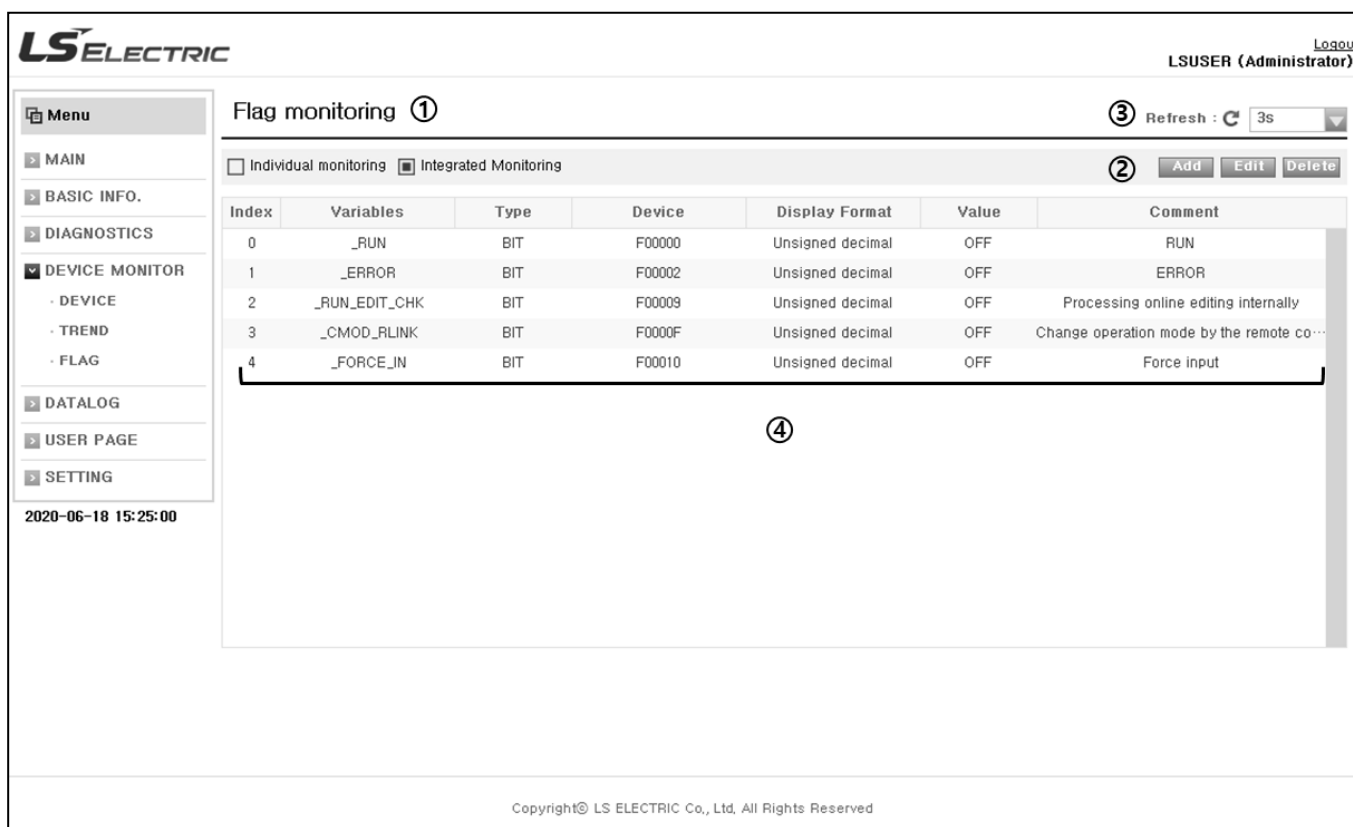 LS ELECTRIC
Logou
LSUSER (Administrator)
Menu
MAIN
BASIC INFO.
DIAGNOSTICS
DEVICE MONITOR
· DEVICE
· TREND
· FLAG
DATALOG
USER PAGE
SETTING
2020-06-18 15:25:00
Flag monitoring ①
③ Refresh : 3s
Individual monitoring Integrated Monitoring
② Add Edit Delete
Index Variables Type Device Display Format Value Comment
0 _RUN BIT F00000 Unsigned decimal OFF RUN
1 _ERROR BIT F00002 Unsigned decimal OFF ERROR
2 _RUN_EDIT_CHK BIT F00009 Unsigned decimal OFF Processing online editing internally
3 _CMOD_RLINK BIT F0000F Unsigned decimal OFF Change operation mode by the remote co···
4 _FORCE_IN BIT F00010 Unsigned decimal OFF Force input
④
Copyright© LS ELECTRIC Co., Ltd, All Rights Reserved